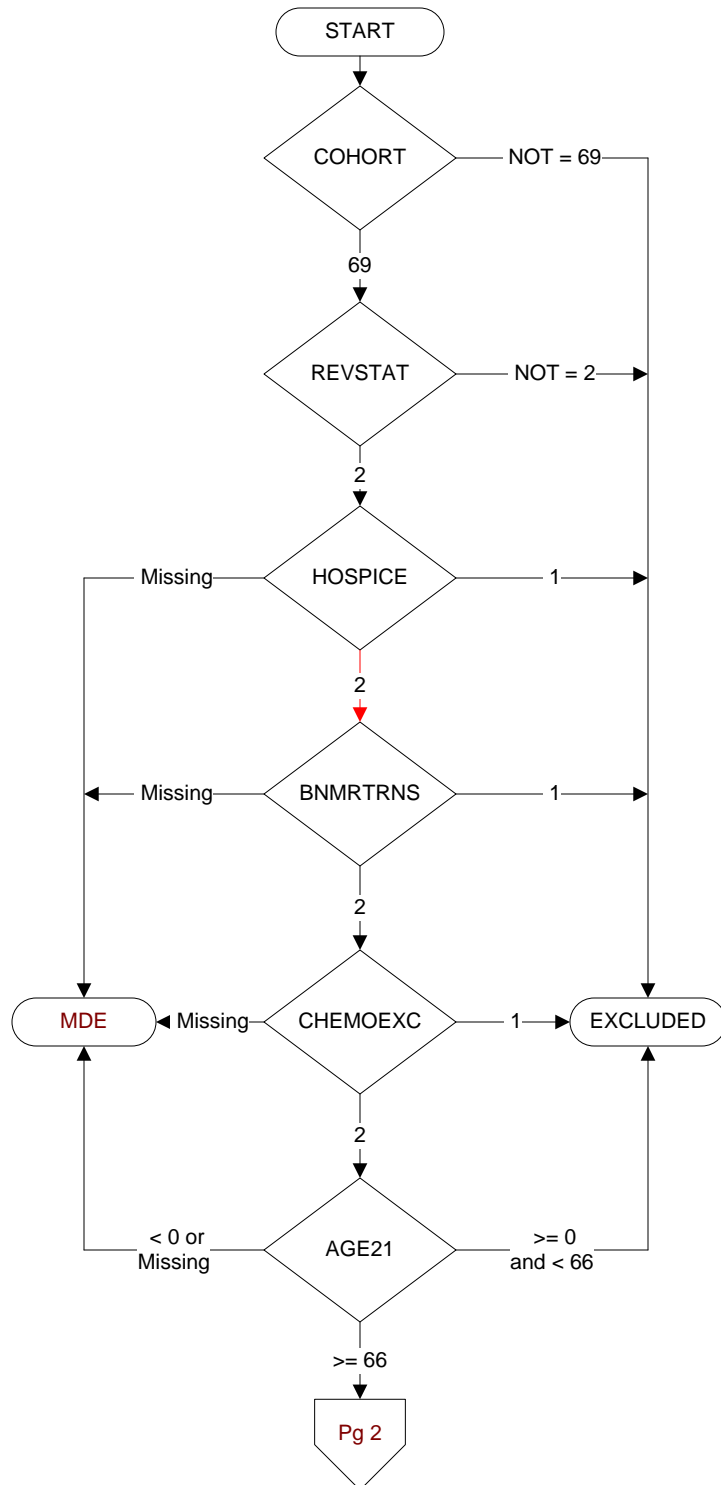 START
COHORT
NOT = 69
69
REVSTAT
NOT = 2
2
Missing
HOSPICE
1
2
Missing
BNMRTRNS
1
2
MDE
Missing
CHEMOEXC
1
EXCLUDED
2
< 0 or
Missing
AGE21
>= 0
and < 66
>= 66
Pg 2